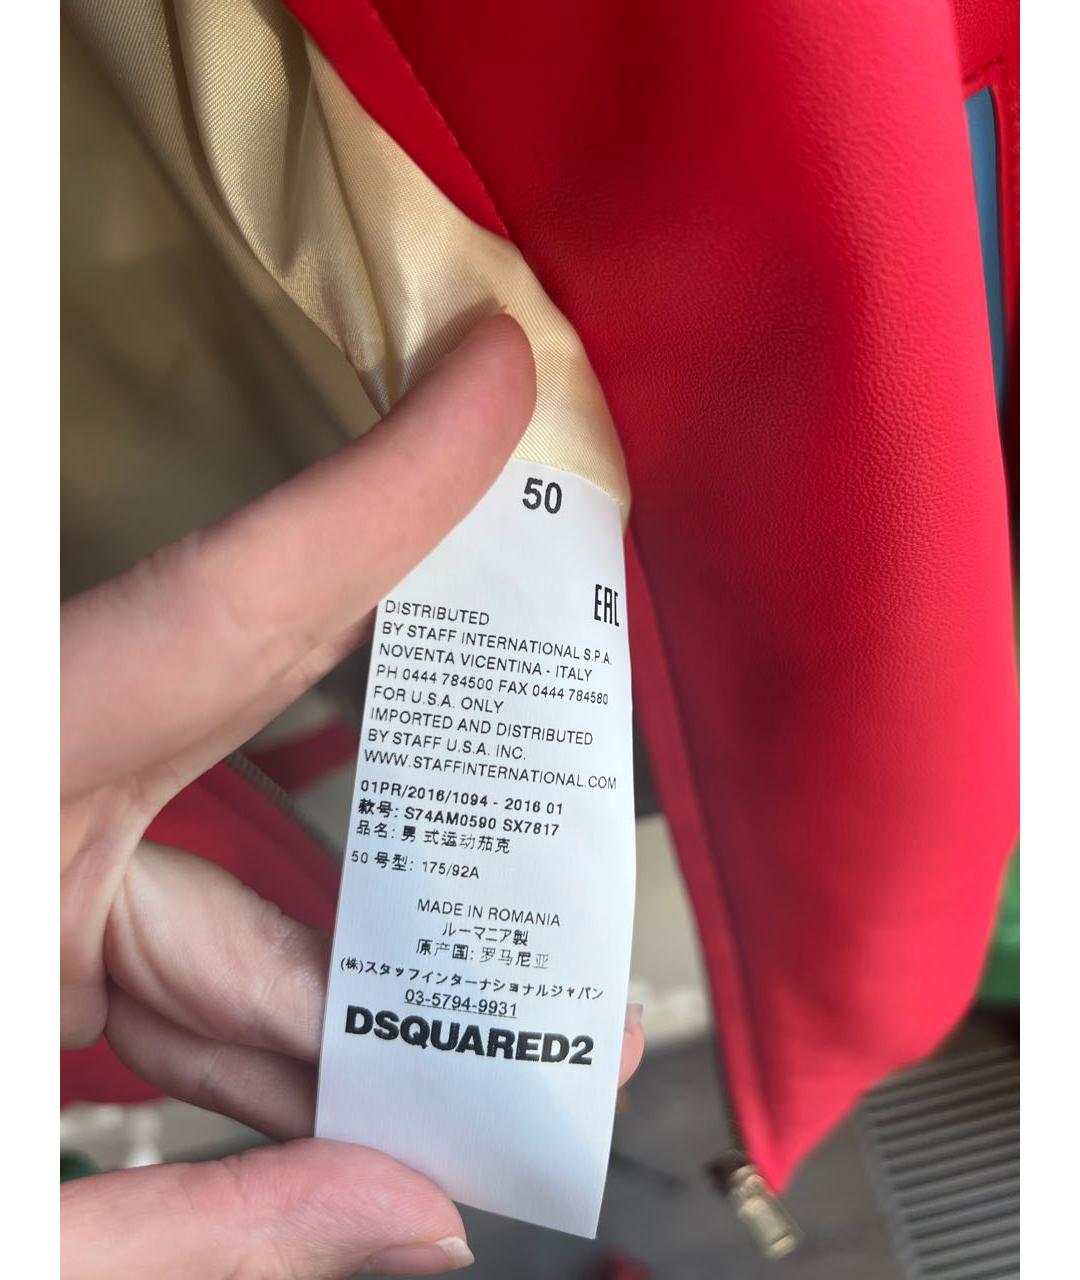 50
EAC
DISTRIBUTED
BY STAFF INTERNATIONAL S.P.A.
NOVENTA VICENTINA - ITALY
PH 0444 784500 FAX 0444 784580
FOR U.S.A. ONLY
IMPORTED AND DISTRIBUTED
BY STAFF U.S.A. INC.
WWW.STAFFINTERNATIONAL.COM
01PR/2016/1094 - 2016 01
款号: S74AM0590 SX7817
品名: 男式运动茄克
50 号型: 175/92A
MADE IN ROMANIA
ルーマニア製
原产国: 罗马尼亚
(株)スタッフインターナショナルジャパン
03-5794-9931
DSQUARED2